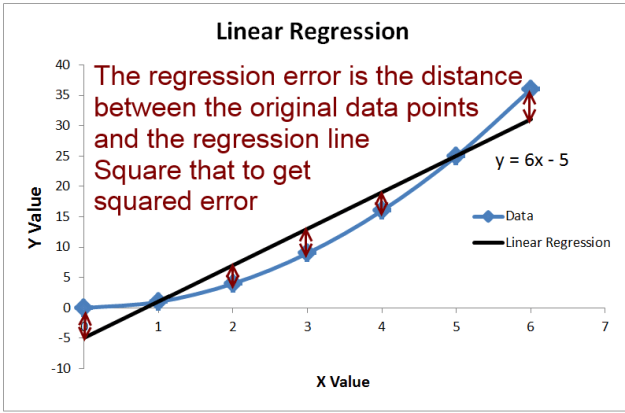 Linear Regression
The regression error is the distance
between the original data points
and the regression line
Square that to get
squared error
Y Value
40
35
30
25
20
15
10
5
0
-5
-10
y = 6x - 5
Data
Linear Regression
1 2 3 4 5 6 7
X Value